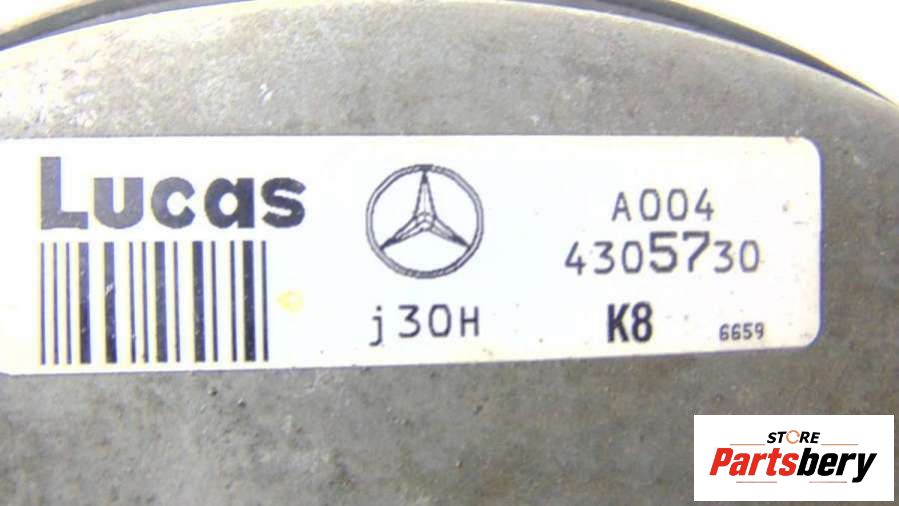 Lucas
A004
4305730
j30H
K8
6659
STORE
Partsbery